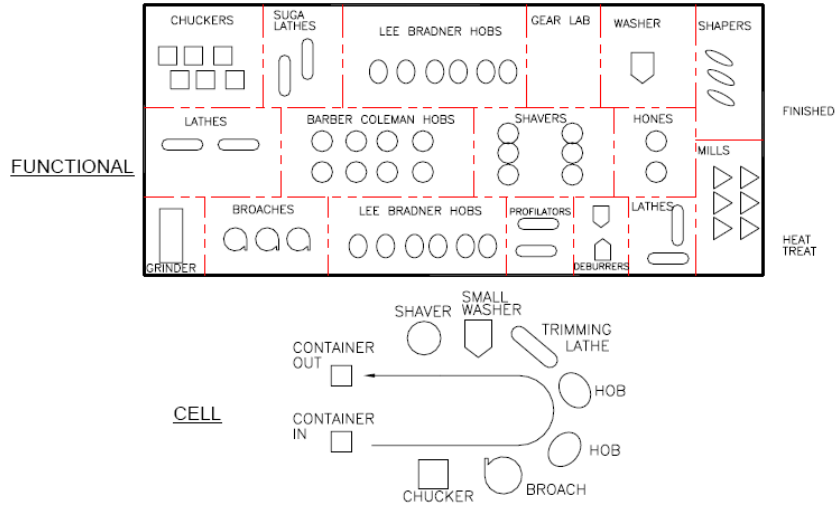 CHUCKERS
SUGA
LATHES
LEE BRADNER HOBS
GEAR LAB
WASHER
SHAPERS
FINISHED
LATHES
BARBER COLEMAN HOBS
SHAVERS
HONES
MILLS
FUNCTIONAL
GRINDER
BROACHES
LEE BRADNER HOBS
PROFILATORS
DEBURRERS
LATHES
HEAT
TREAT
SHAVER
SMALL
WASHER
TRIMMING
LATHE
CONTAINER
OUT
HOB
CELL
CONTAINER
IN
HOB
CHUCKER
BROACH